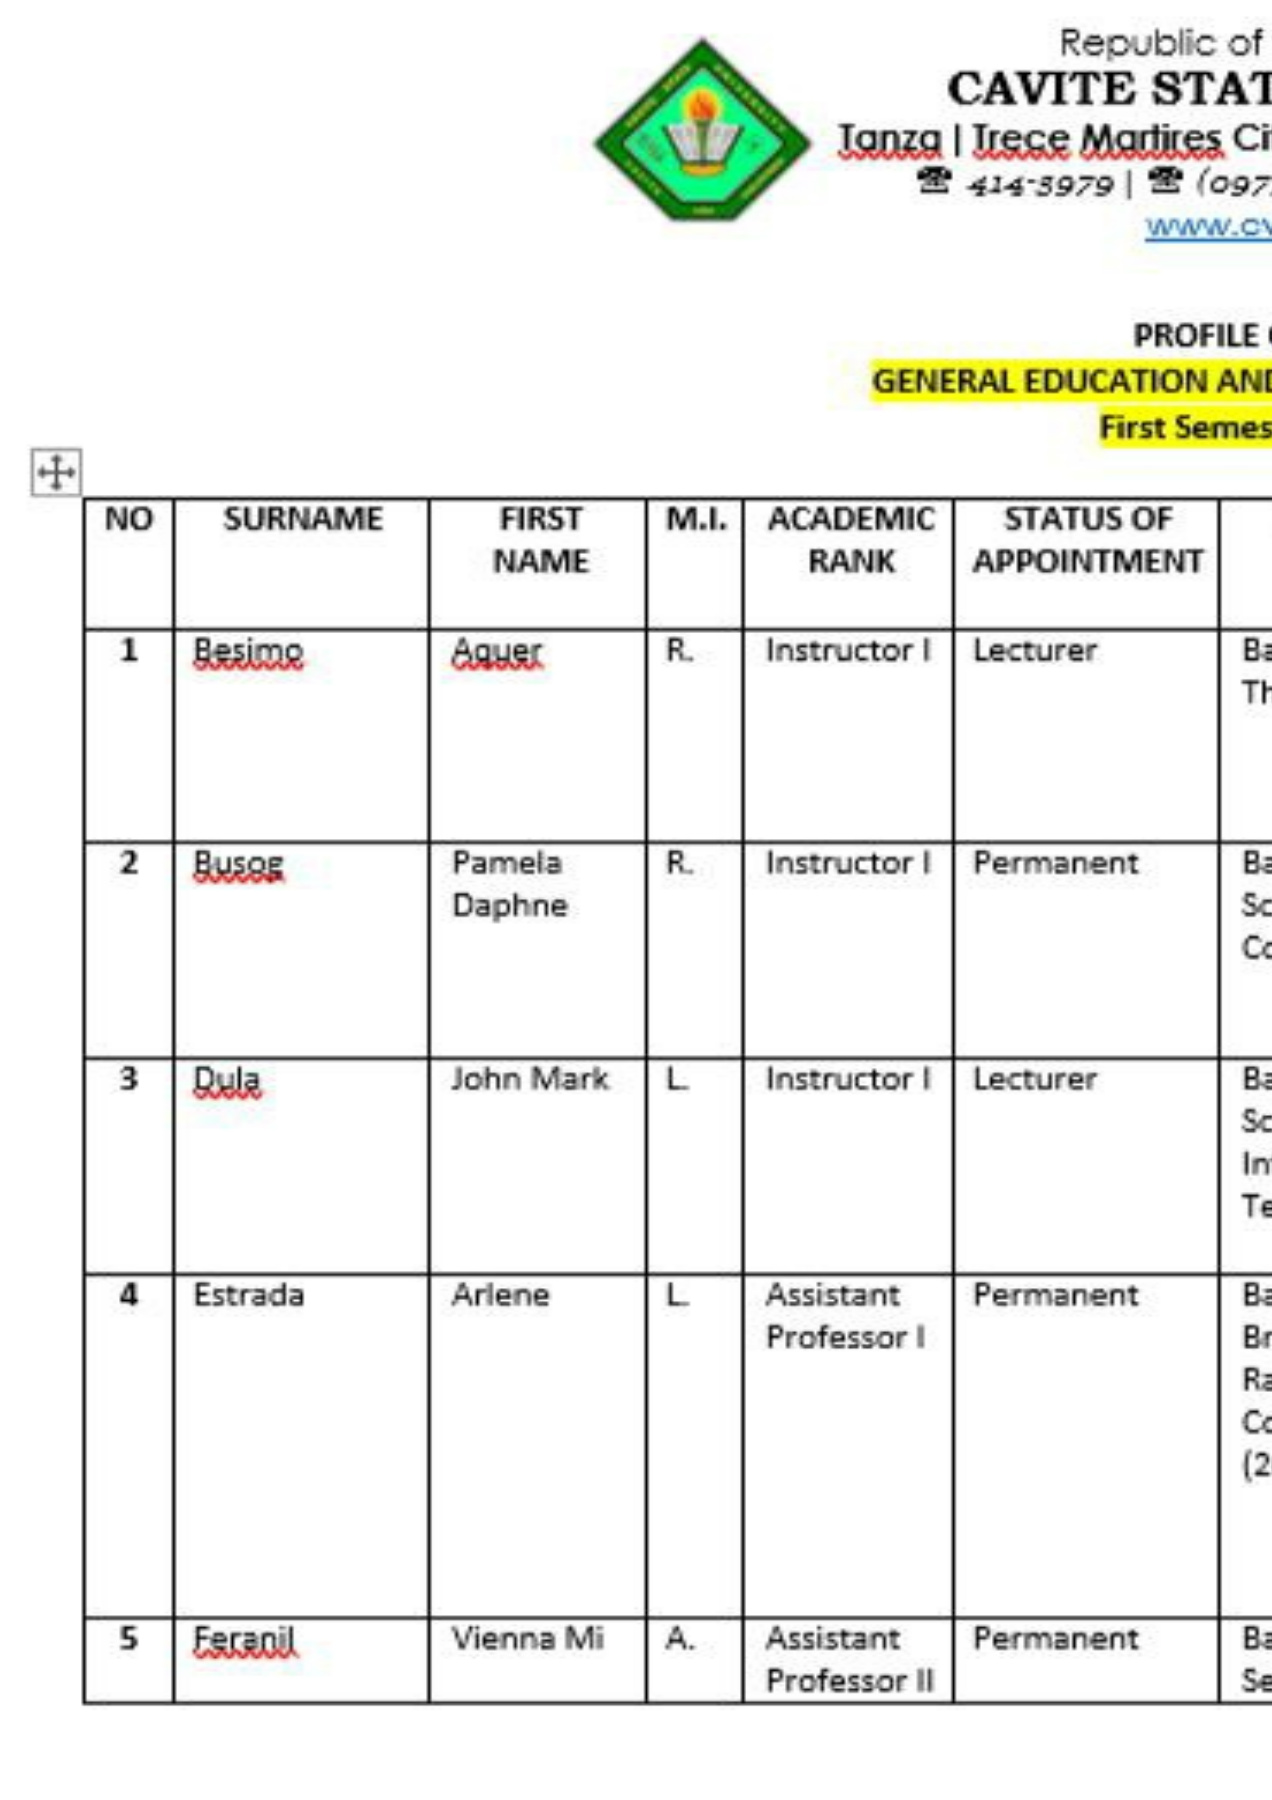 Republic of
CAVITE STAT
Tanza | Trece Martires Ci
☎ 414-3979 | ☎ (097
www.cv
PROFILE
GENERAL EDUCATION AND
First Semes
NO SURNAME FIRST NAME M.I. ACADEMIC RANK STATUS OF APPOINTMENT
1 Besimo Aquer R. Instructor I Lecturer Ba
Th
2 Busog Pamela R. Instructor I Permanent Ba
Daphne Sc
Co
3 Dula John Mark L. Instructor I Lecturer Ba
Sc
Inf
Te
4 Estrada Arlene L. Assistant Permanent Ba
Professor I Br
Ra
Co
(2
5 Feranil Vienna Mi A. Assistant Permanent Ba
Professor II Se